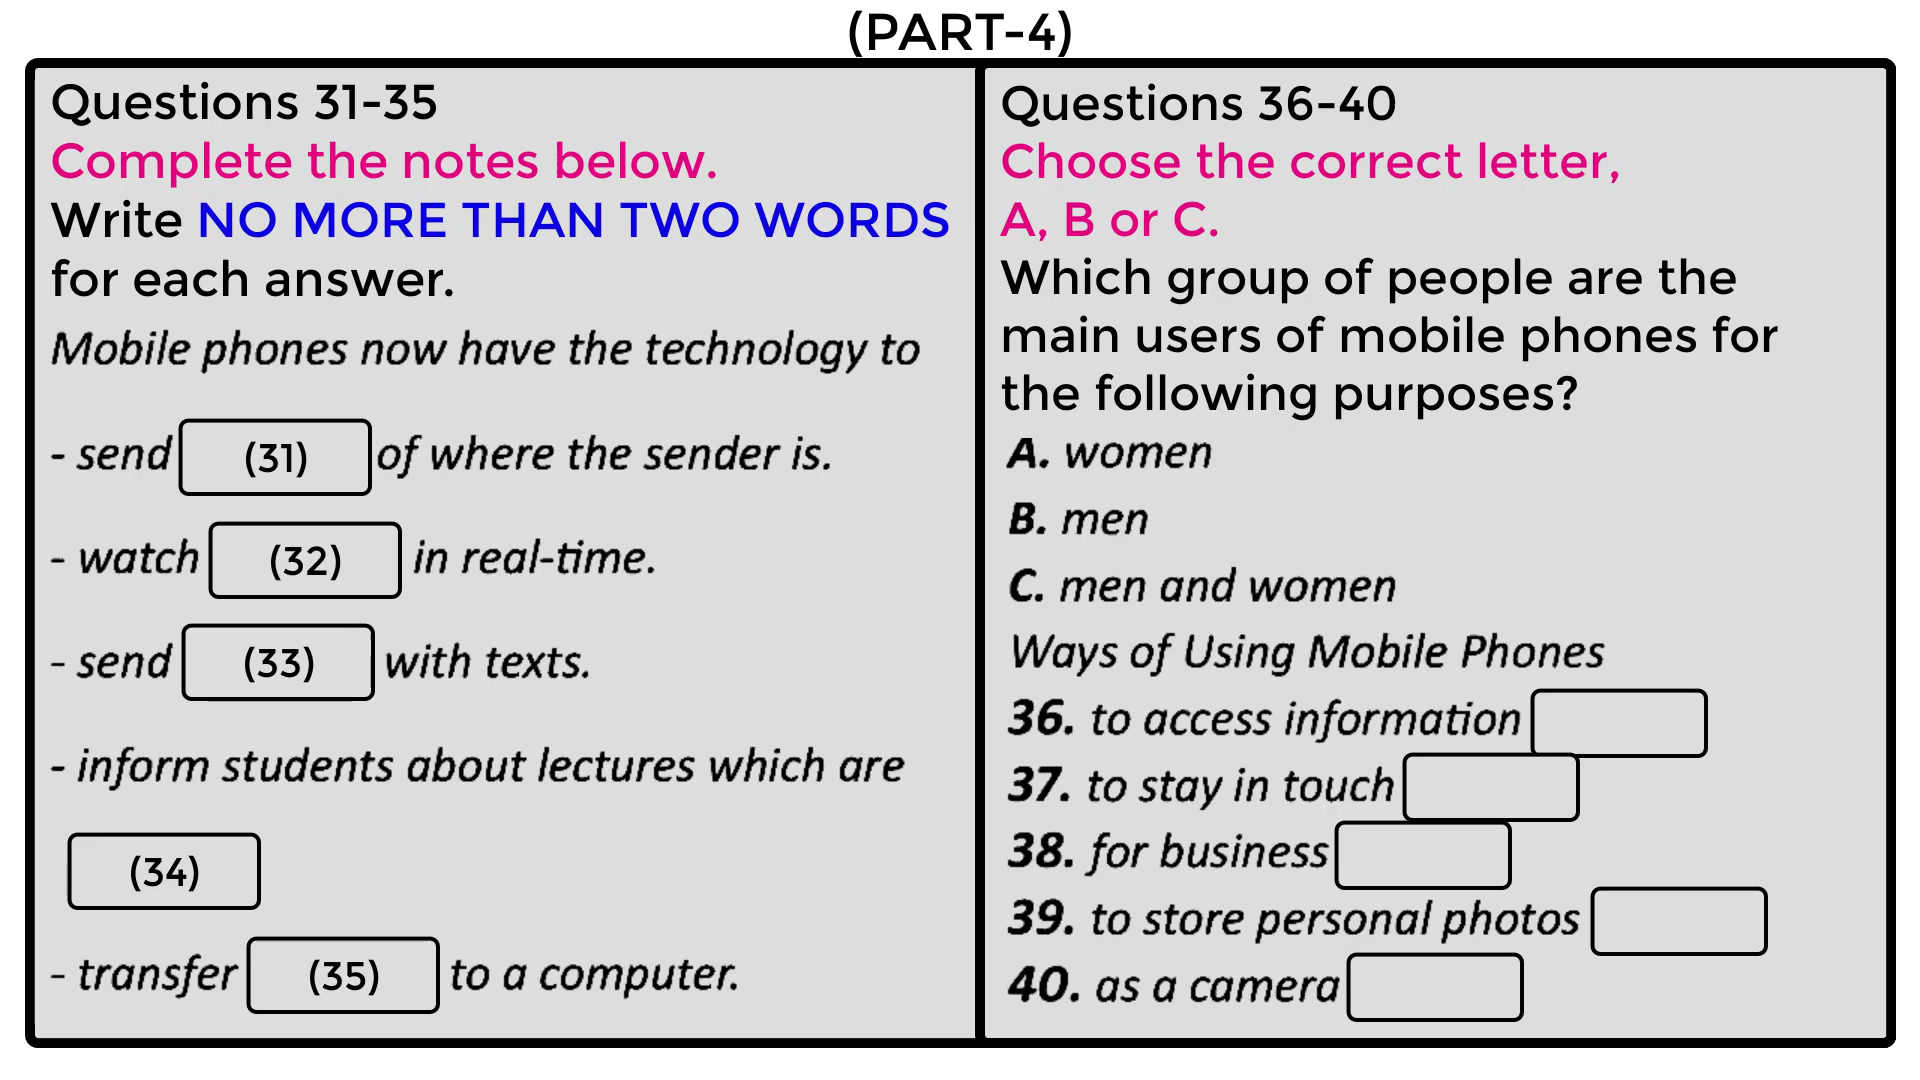 (PART-4)
Questions 31-35
Complete the notes below.
Write NO MORE THAN TWO WORDS
for each answer.
Mobile phones now have the technology to
- send (31) of where the sender is.
- watch (32) in real-time.
- send (33) with texts.
- inform students about lectures which are
(34)
- transfer (35) to a computer.
Questions 36-40
Choose the correct letter,
A, B or C.
Which group of people are the
main users of mobile phones for
the following purposes?
A. women
B. men
C. men and women
Ways of Using Mobile Phones
36. to access information
37. to stay in touch
38. for business
39. to store personal photos
40. as a camera